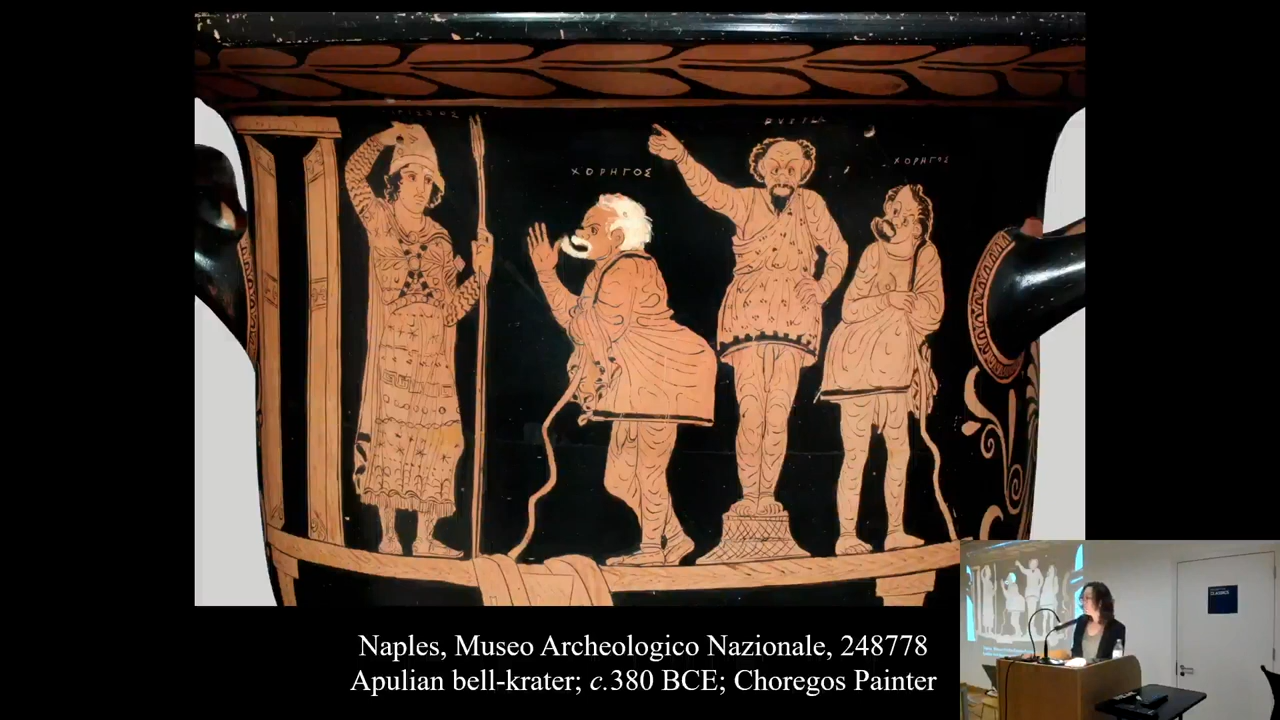 ΧΟΡΗΓΟΣ
ΧΟΡΗΓΟΣ
Naples, Museo Archeologico Nazionale, 248778
Apulian bell-krater; c.380 BCE; Choregos Painter